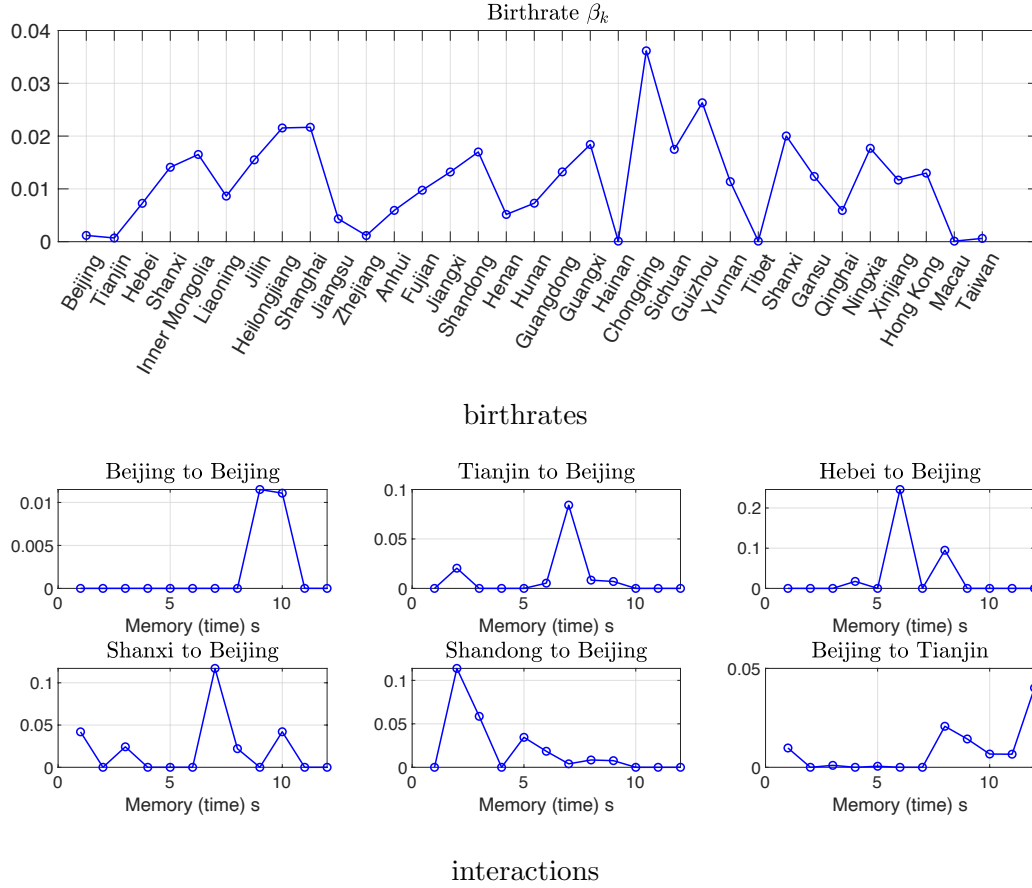 Birthrate βk
0.04
0.03
0.02
0.01
0
Beijing
Tianjin
Hebei
Shanxi
Inner Mongolia
Liaoning
Jilin
Heilongjiang
Shanghai
Jiangsu
Zhejiang
Anhui
Fujian
Jiangxi
Shandong
Henan
Hunan
Guangdong
Guangxi
Hainan
Chongqing
Sichuan
Guizhou
Yunnan
Tibet
Shanxi
Gansu
Qinghai
Ningxia
Xinjiang
Hong Kong
Macau
Taiwan
birthrates
Beijing to Beijing
0.01
0.005
0
0 5 10
Memory (time) s
Tianjin to Beijing
0.1
0.05
0
0 5 10
Memory (time) s
Hebei to Beijing
0.2
0.1
0
0 5 10
Memory (time) s
Shanxi to Beijing
0.1
0.05
0
0 5 10
Memory (time) s
Shandong to Beijing
0.1
0.05
0
0 5 10
Memory (time) s
Beijing to Tianjin
0.05
0
0 5 10
Memory (time) s
interactions